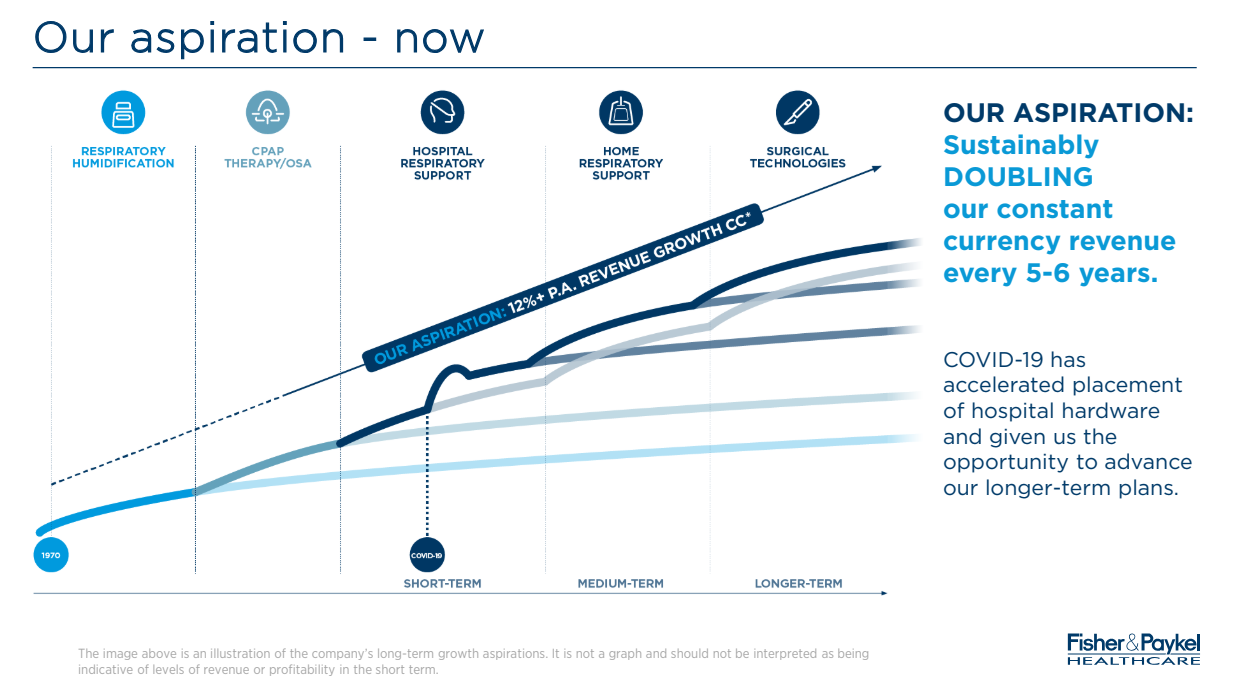 Our aspiration - now
RESPIRATORY
HUMIDIFICATION
CPAP
THERAPY/OSA
HOSPITAL
RESPIRATORY
SUPPORT
HOME
RESPIRATORY
SUPPORT
SURGICAL
TECHNOLOGIES
OUR ASPIRATION: 12%+ P.A. REVENUE GROWTH CC*
1970
COVID-19
SHORT-TERM
MEDIUM-TERM
LONGER-TERM
OUR ASPIRATION:
Sustainably
DOUBLING
our constant
currency revenue
every 5-6 years.
COVID-19 has
accelerated placement
of hospital hardware
and given us the
opportunity to advance
our longer-term plans.
The image above is an illustration of the company's long-term growth aspirations. It is not a graph and should not be interpreted as being
indicative of levels of revenue or profitability in the short term.
Fisher&Paykel
HEALTHCARE